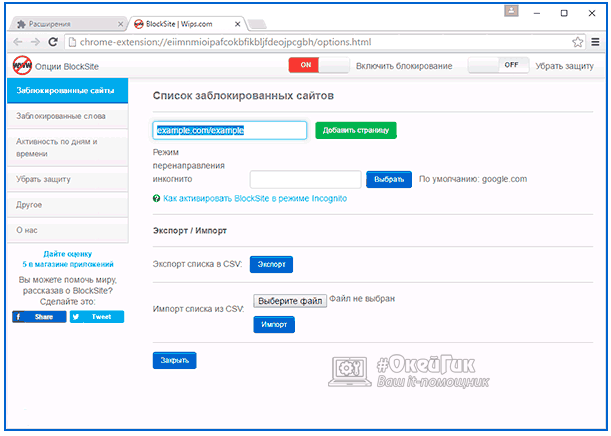 Расширения
BlockSite | Wips.com
chrome-extension://eiimnmioipafcokbfikbljfdeojpcgbh/options.html
WWW Опции BlockSite
ON Включить блокирование OFF Убрать защиту
Заблокированные сайты
Заблокированные слова
Активность по дням и
времени
Убрать защиту
Другое
О нас
Дайте оценку
5 в магазине приложений
Вы можете помочь миру,
рассказав о BlockSite?
Сделайте это:
Share Tweet
Список заблокированных сайтов
example.com/example Добавить страницу
Режим
перенаправления
инкогнито
Выбрать По умолчанию: google.com
Как активировать BlockSite в режиме Incognito
Экспорт / Импорт
Экспорт списка в CSV: Экспорт
Импорт списка из CSV: Выберите файл Файл не выбран
Импорт
Закрыть
#ОкейГик
Ваш it-помощник